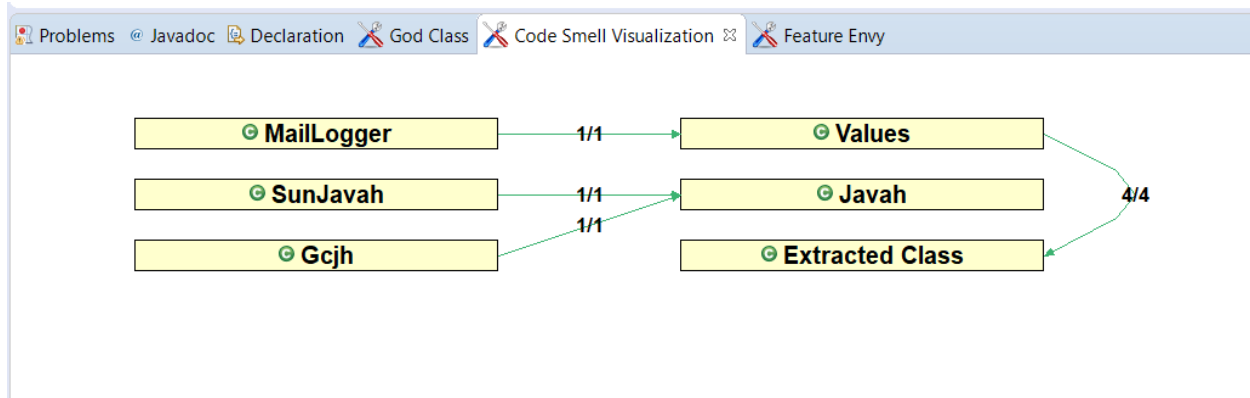 Problems @ Javadoc Declaration God Class Code Smell Visualization Feature Envy
MailLogger 1/1 Values
SunJavah 1/1 Javah 4/4
1/1
Gcjh Extracted Class